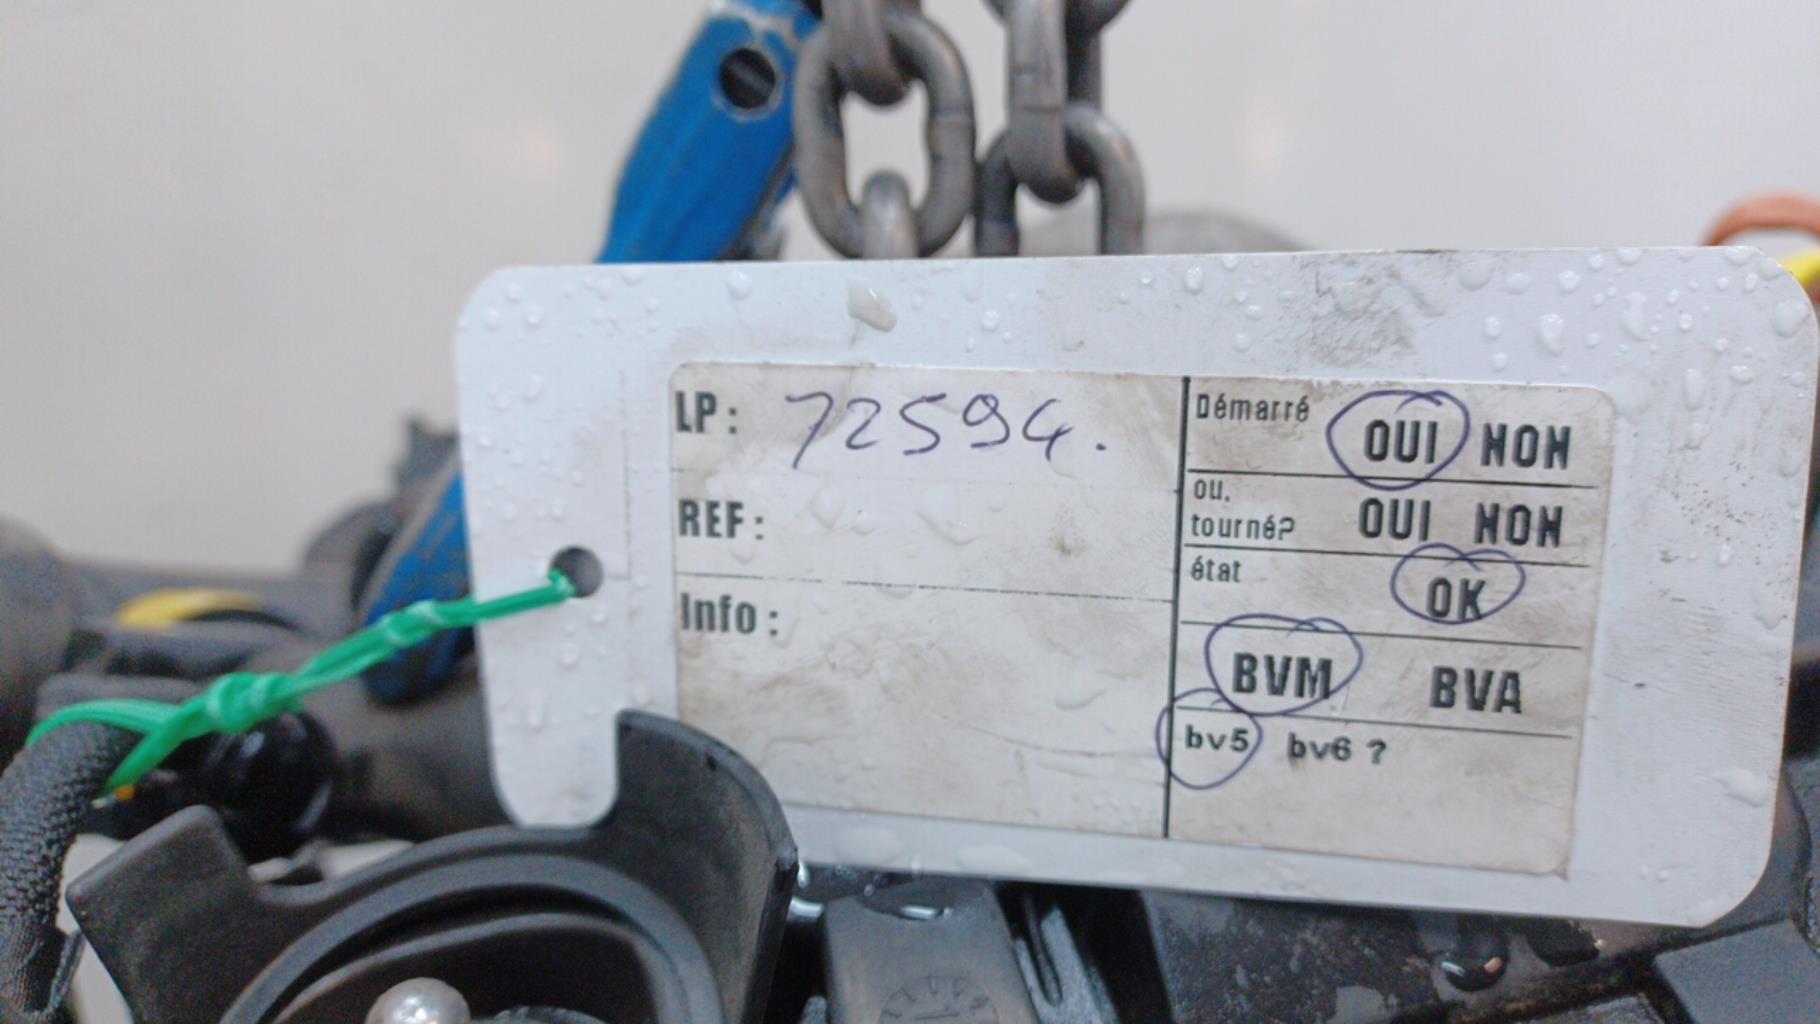 LP: 72594.
REF:
Info:
Démarré OUI NON
ou.
tourné? OUI NON
état OK
BVM BVA
bv5 bv6 ?